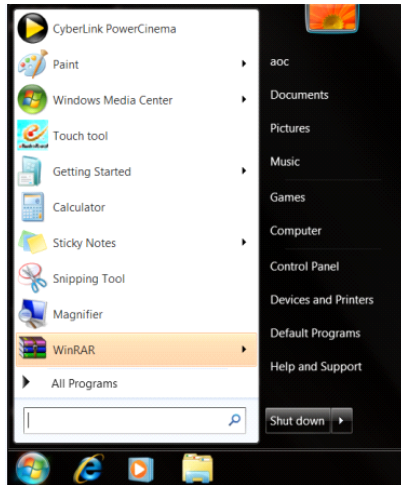 CyberLink PowerCinema
Paint
Windows Media Center
Touch tool
Getting Started
Calculator
Sticky Notes
Snipping Tool
Magnifier
WinRAR
All Programs
aoc
Documents
Pictures
Music
Games
Computer
Control Panel
Devices and Printers
Default Programs
Help and Support
Shut down